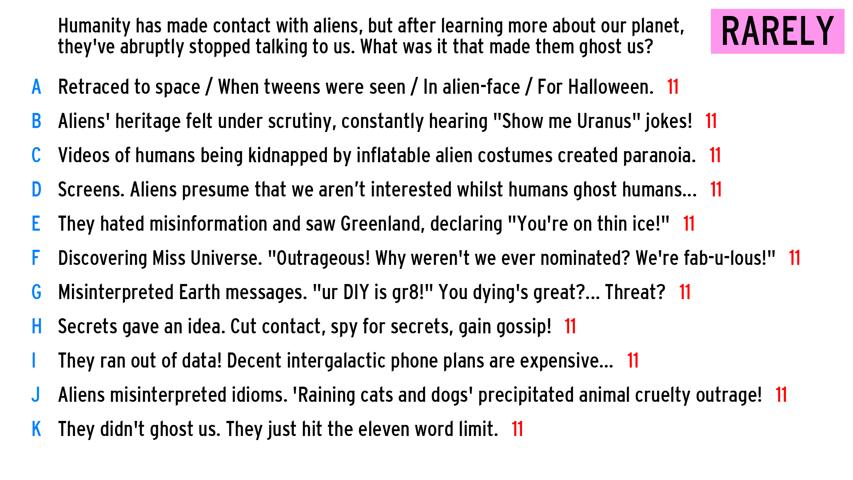 Humanity has made contact with aliens, but after learning more about our planet,
they've abruptly stopped talking to us. What was it that made them ghost us?
RARELY
A Retraced to space / When tweens were seen / In alien-face / For Halloween. 11
B Aliens' heritage felt under scrutiny, constantly hearing "Show me Uranus" jokes! 11
C Videos of humans being kidnapped by inflatable alien costumes created paranoia. 11
D Screens. Aliens presume that we aren't interested whilst humans ghost humans... 11
E They hated misinformation and saw Greenland, declaring "You're on thin ice!" 11
F Discovering Miss Universe. "Outrageous! Why weren't we ever nominated? We're fab-u-lous!" 11
G Misinterpreted Earth messages. "ur DIY is gr8!" You dying's great?... Threat? 11
H Secrets gave an idea. Cut contact, spy for secrets, gain gossip! 11
I They ran out of data! Decent intergalactic phone plans are expensive... 11
J Aliens misinterpreted idioms. 'Raining cats and dogs' precipitated animal cruelty outrage! 11
K They didn't ghost us. They just hit the eleven word limit. 11